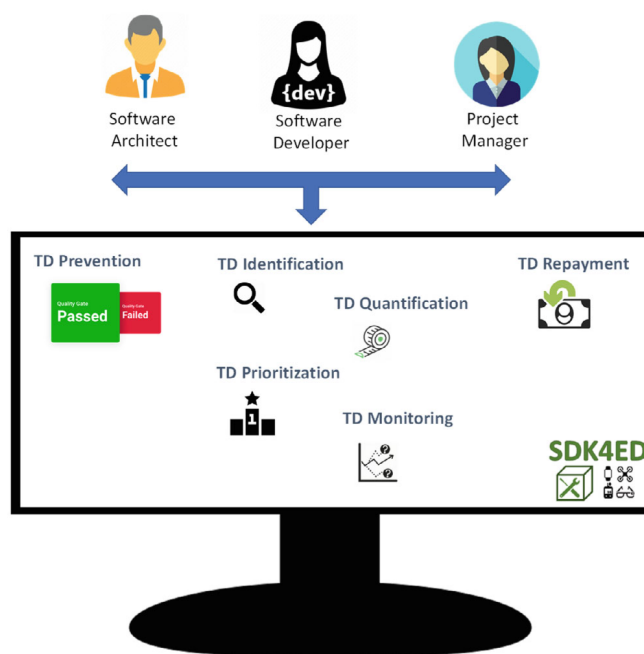 Software
Architect
{dev}
Software
Developer
Project
Manager
TD Prevention
Quality Gate
Passed
Quality Gate
Failed
TD Identification
TD Quantification
TD Repayment
TD Prioritization
1
TD Monitoring
?
?
SDK4ED